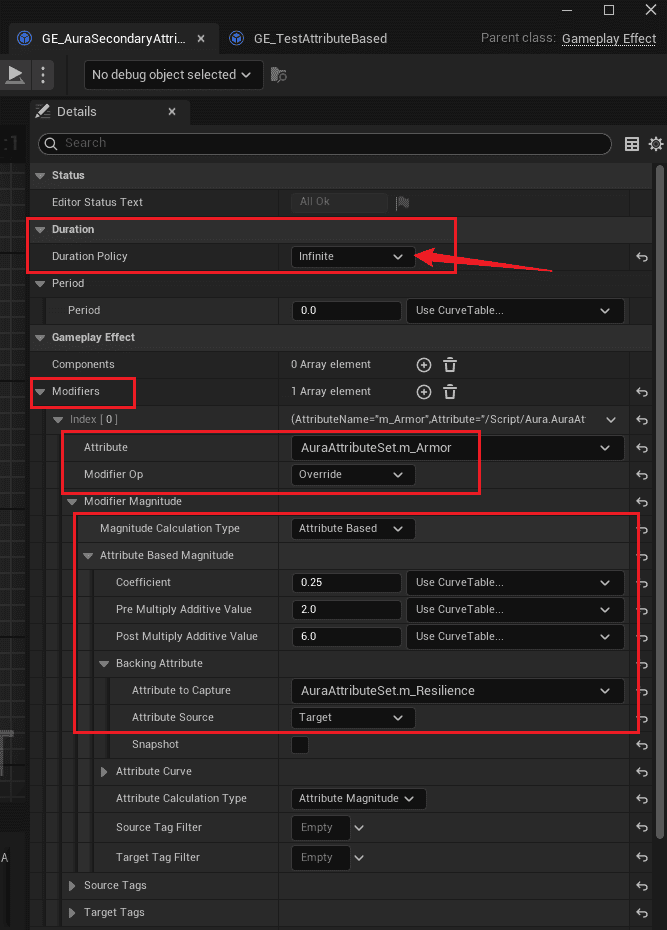 GE_AuraSecondaryAttri... GE_TestAttributeBased Parent class: Gameplay Effect
No debug object selected
Details
Search
Status
Editor Status Text All Ok
Duration
Duration Policy Infinite
Period
Period 0.0 Use CurveTable...
Gameplay Effect
Components 0 Array element
Modifiers 1 Array element
Index [ 0 ] (AttributeName="m_Armor",Attribute="/Script/Aura.AuraAt
Attribute AuraAttributeSet.m_Armor
Modifier Op Override
Modifier Magnitude
Magnitude Calculation Type Attribute Based
Attribute Based Magnitude
Coefficient 0.25 Use CurveTable...
Pre Multiply Additive Value 2.0 Use CurveTable...
Post Multiply Additive Value 6.0 Use CurveTable...
Backing Attribute
Attribute to Capture AuraAttributeSet.m_Resilience
Attribute Source Target
Snapshot
Attribute Curve
Attribute Calculation Type Attribute Magnitude
Source Tag Filter Empty
Target Tag Filter Empty
A
Source Tags
Target Tags